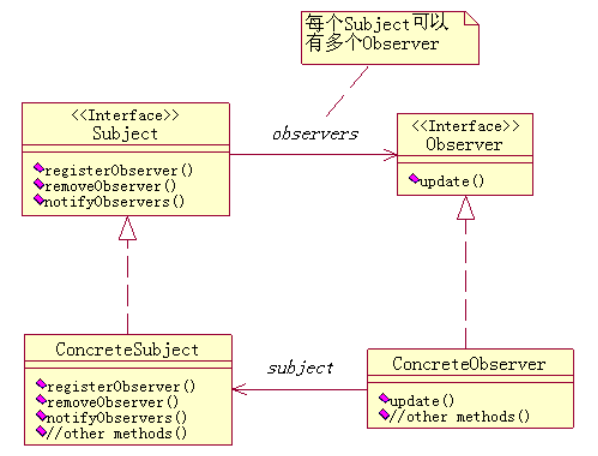 每个Subject可以
有多个Observer
<<Interface>>
Subject
registerObserver()
removeObserver()
notifyObservers()
observers
<<Interface>>
Observer
update()
ConcreteSubject
registerObserver()
removeObserver()
notifyObservers()
//other methods()
subject
ConcreteObserver
update()
//other methods()